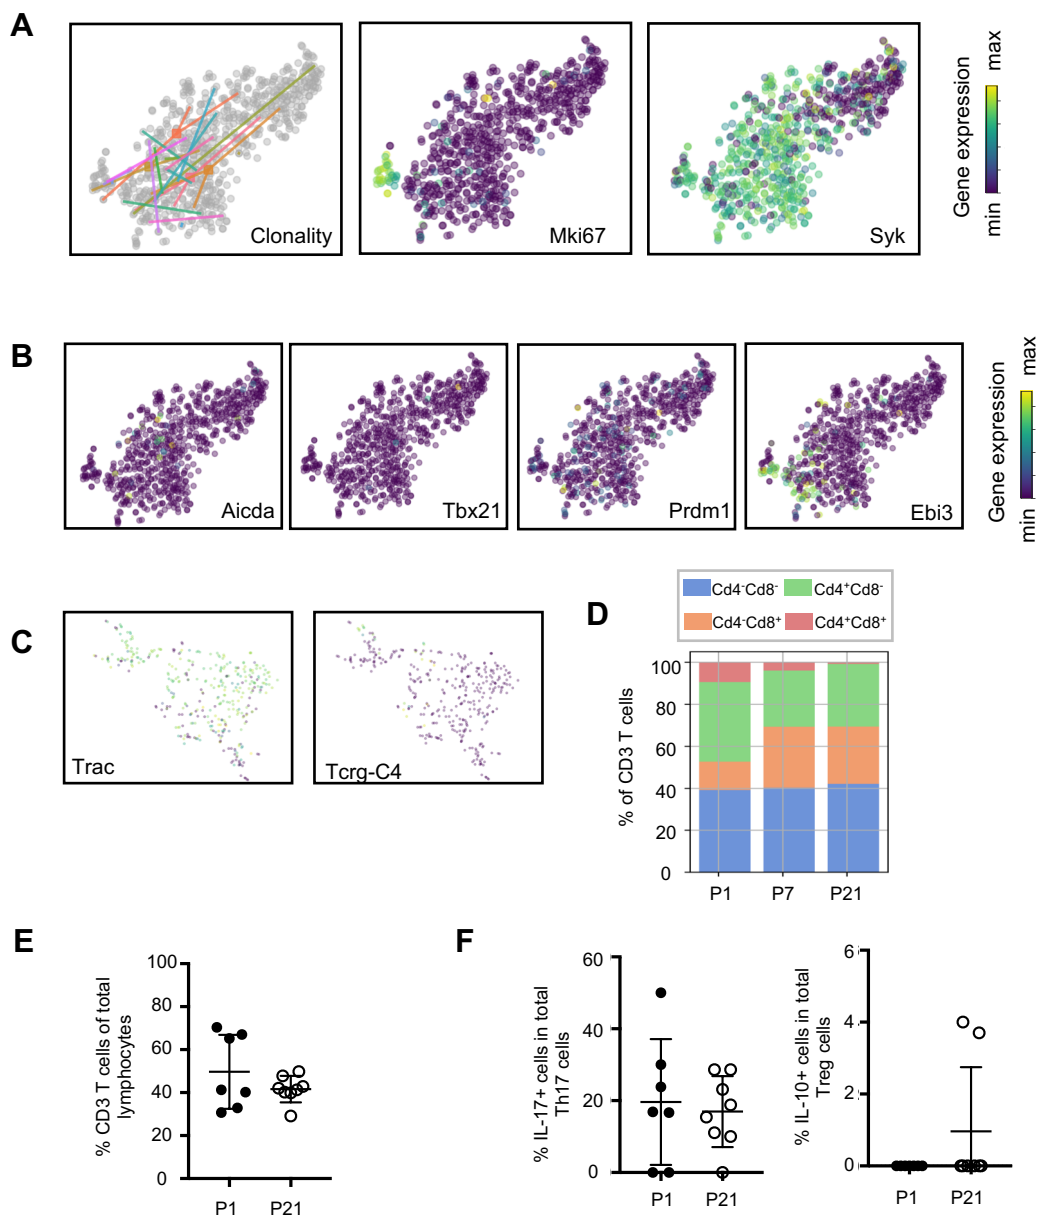 A
Clonality
Mki67
Syk
Gene expression
min
max
B
Aicda
Tbx21
Prdm1
Ebi3
Gene expression
min
max
C
Trac
Tcrg-C4
D
Cd4⁻Cd8⁻
Cd4⁺Cd8⁻
Cd4⁻Cd8⁺
Cd4⁺Cd8⁺
% of CD3 T cells
100
80
60
40
20
0
P1
P7
P21
E
% CD3 T cells of total
lymphocytes
100
80
60
40
20
0
P1
P21
F
% IL-17+ cells in total
Th17 cells
60
40
20
0
P1
P21
% IL-10+ cells in total
Treg cells
6
4
2
0
P1
P21